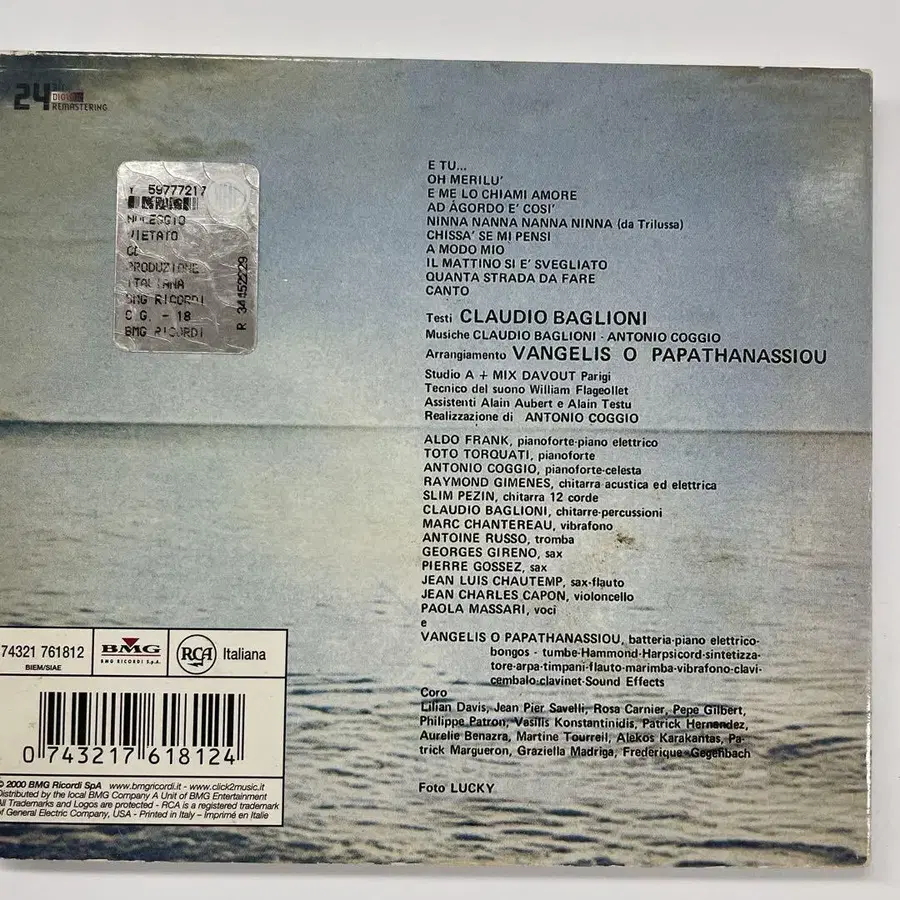 24 BIT
DIGITAL
REMASTERING
Y 59777217
NOLEGGIO
VIETATO
CD
PRODUZIONE
ITALIANA
BMG RICORDI
S.G. - 18
BMG RICORDI
R 34452229
E TU...
OH MERILU'
E ME LO CHIAMI AMORE
AD ÁGORDO E' COSI'
NINNA NANNA NANNA NINNA (da Trilussa)
CHISSA' SE MI PENSI
A MODO MIO
IL MATTINO SI E' SVEGLIATO
QUANTA STRADA DA FARE
CANTO
Testi CLAUDIO BAGLIONI
Musiche CLAUDIO BAGLIONI - ANTONIO COGGIO
Arrangiamento VANGELIS O PAPATHANASSIOU
Studio A + MIX DAVOUT Parigi
Tecnico del suono William Flageollet
Assistenti Alain Aubert e Alain Testu
Realizzazione di ANTONIO COGGIO
ALDO FRANK, pianoforte-piano elettrico
TOTO TORQUATI, pianoforte
ANTONIO COGGIO, pianoforte-celesta
RAYMOND GIMENES, chitarra acustica ed elettrica
SLIM PEZIN, chitarra 12 corde
CLAUDIO BAGLIONI, chitarre-percussioni
MARC CHANTEREAU, vibrafono
ANTOINE RUSSO, tromba
GEORGES GIRENO, sax
PIERRE GOSSEZ, sax
JEAN LUIS CHAUTEMP, sax-flauto
JEAN CHARLES CAPON, violoncello
PAOLA MASSARI, voci
e
VANGELIS O PAPATHANASSIOU, batteria-piano elettrico-
bongos - tumbe-Hammond-Harpsicord-sintetizza-
tore-arpa-timpani-flauto-marimba-vibrafono-clavi-
cembalo-clavinet-Sound Effects
Coro
Lilian Davis, Jean Pier Savelli, Rosa Carnier, Pepe Gilbert,
Philippe Patron, Vasilis Konstantinidis, Patrick Hernandez,
Aurelie Benazra, Martine Tourreil, Alekos Karakantas, Pa-
trick Margueron, Graziella Madriga, Frederique Gegenbach
Foto LUCKY
74321 761812
BIEM/SIAE
BMG
BMG RICORDI S.p.A.
RCA
Italiana
0 743217 618124
© 2000 BMG Ricordi SpA www.bmgricordi.it - www.click2music.it
Distributed by the local BMG Company A Unit of BMG Entertainment
All Trademarks and Logos are protected - RCA is a registered trademark
of General Electric Company, USA - Printed in Italy – Imprimé en Italie